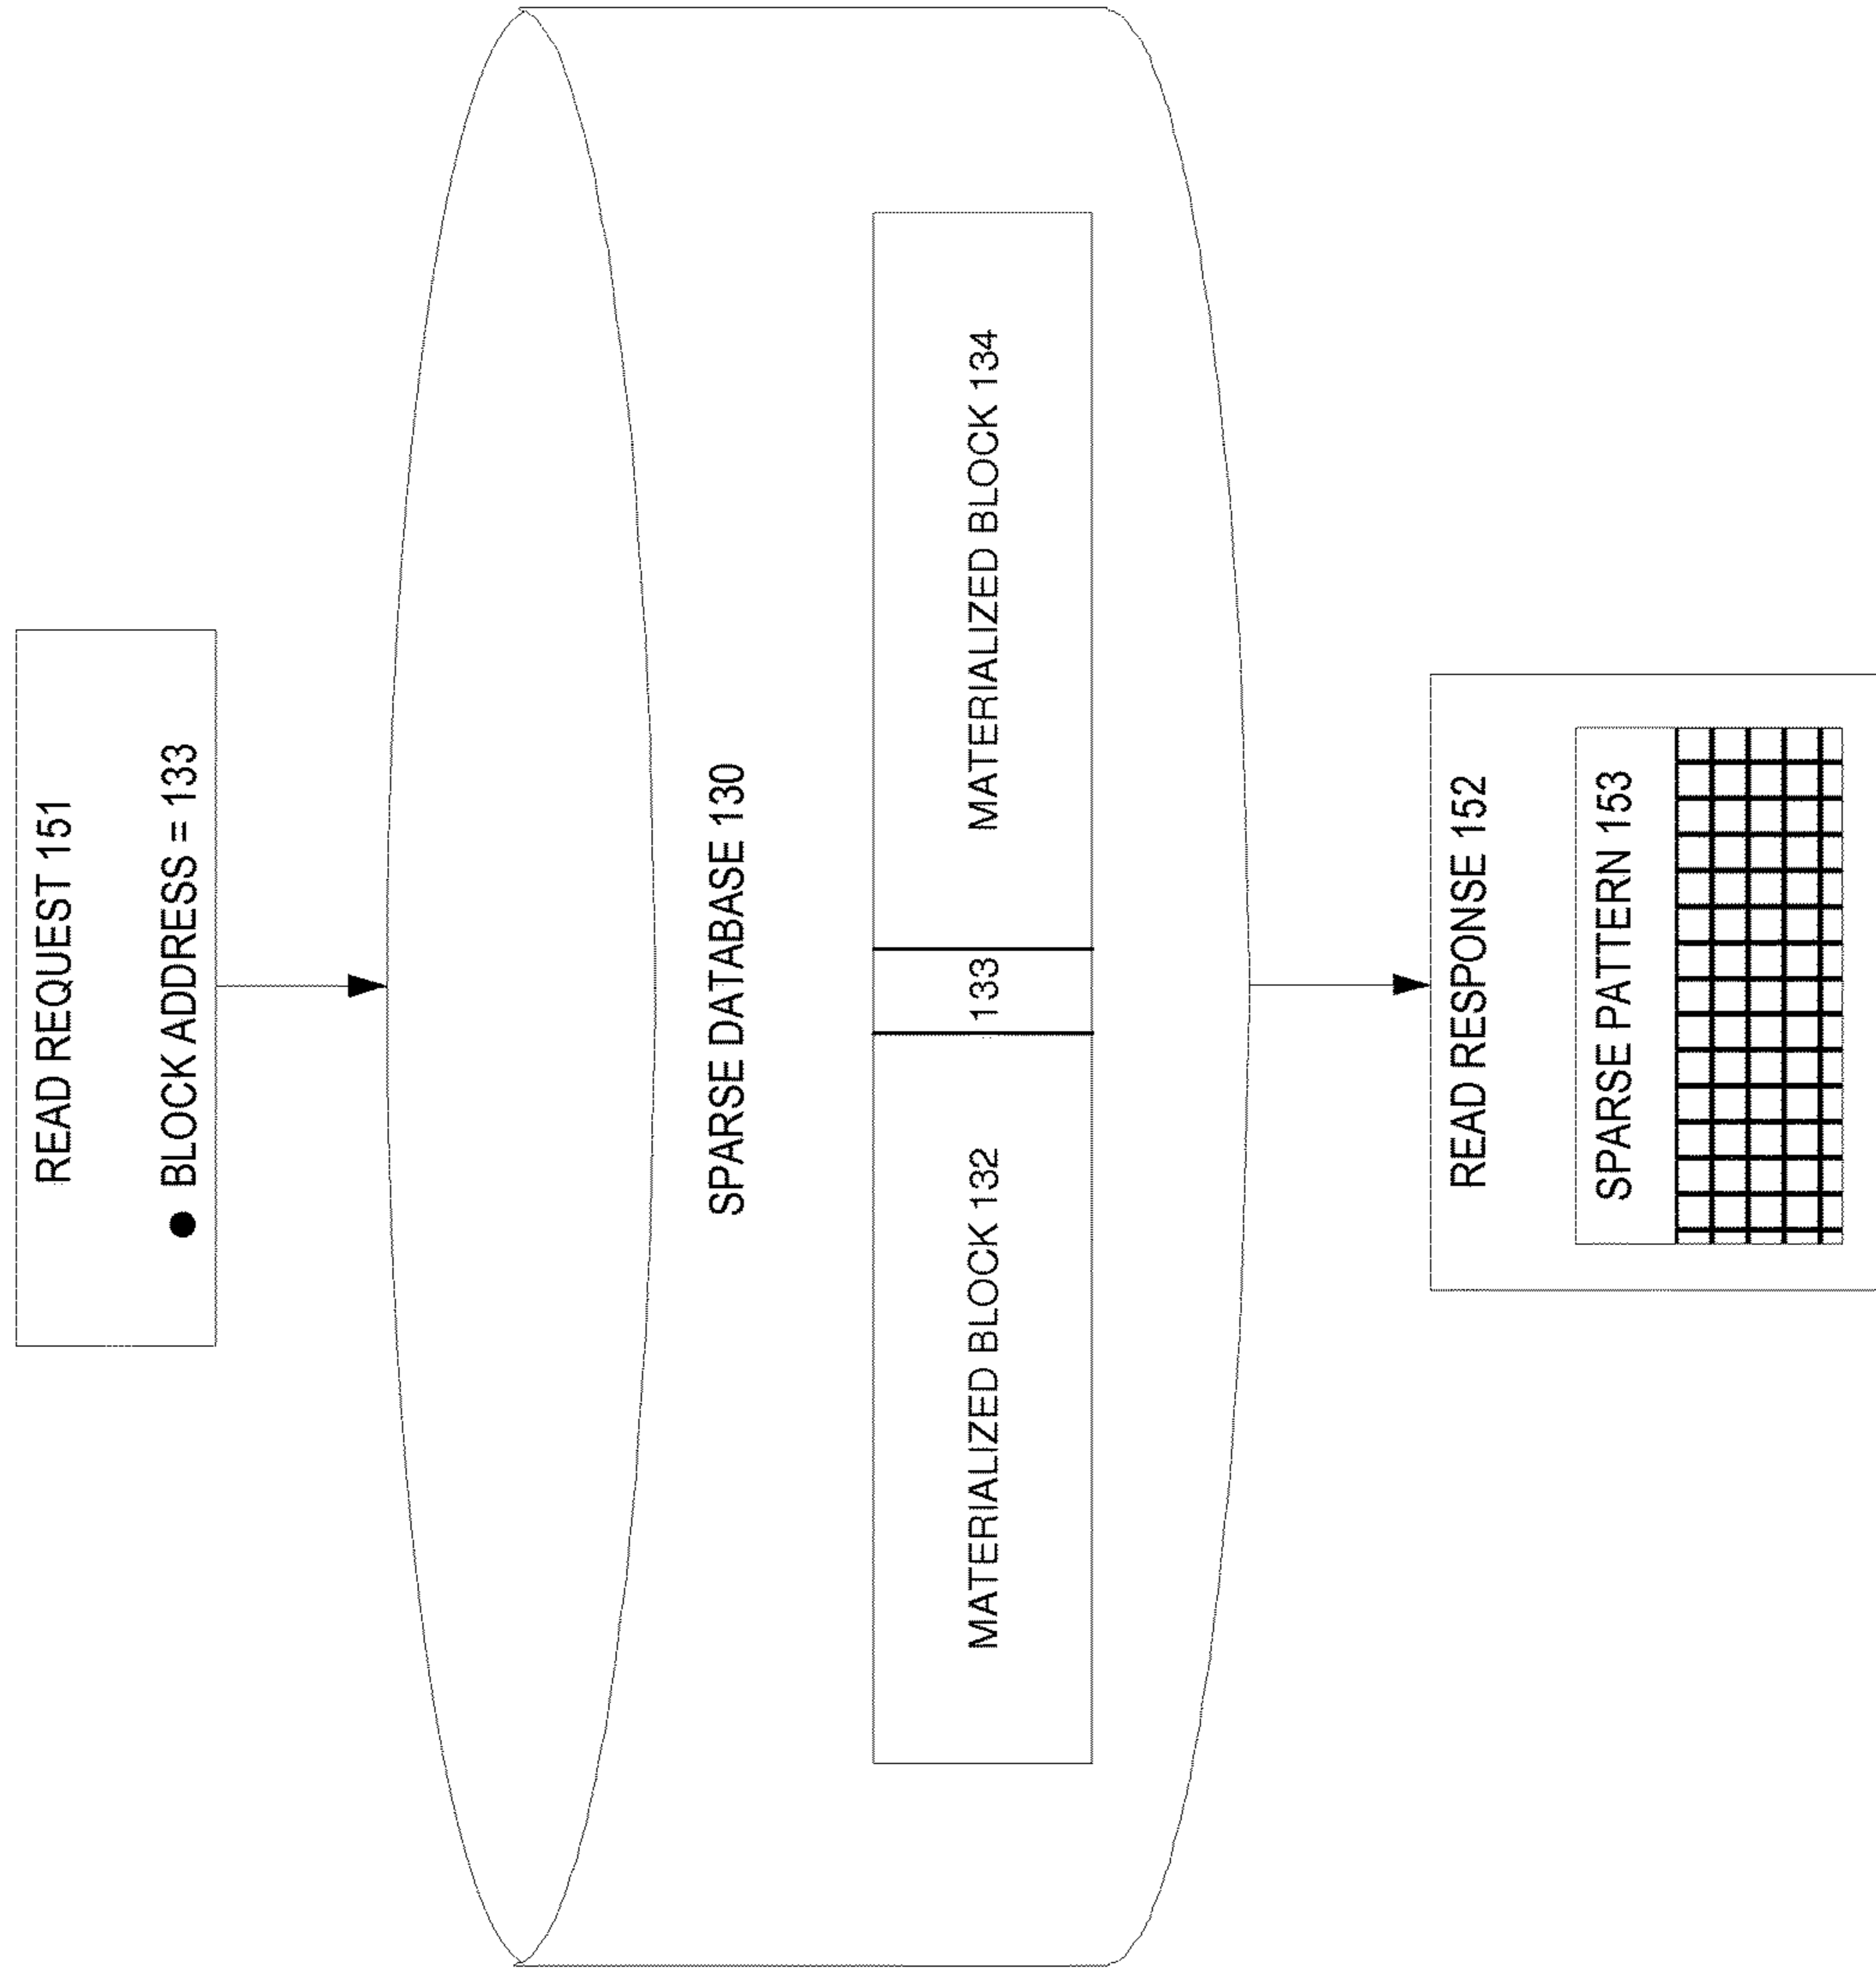 READ REQUEST 151
● BLOCK ADDRESS = 133
SPARSE DATABASE 130
MATERIALIZED BLOCK 132
133
MATERIALIZED BLOCK 134
READ RESPONSE 152
SPARSE PATTERN 153